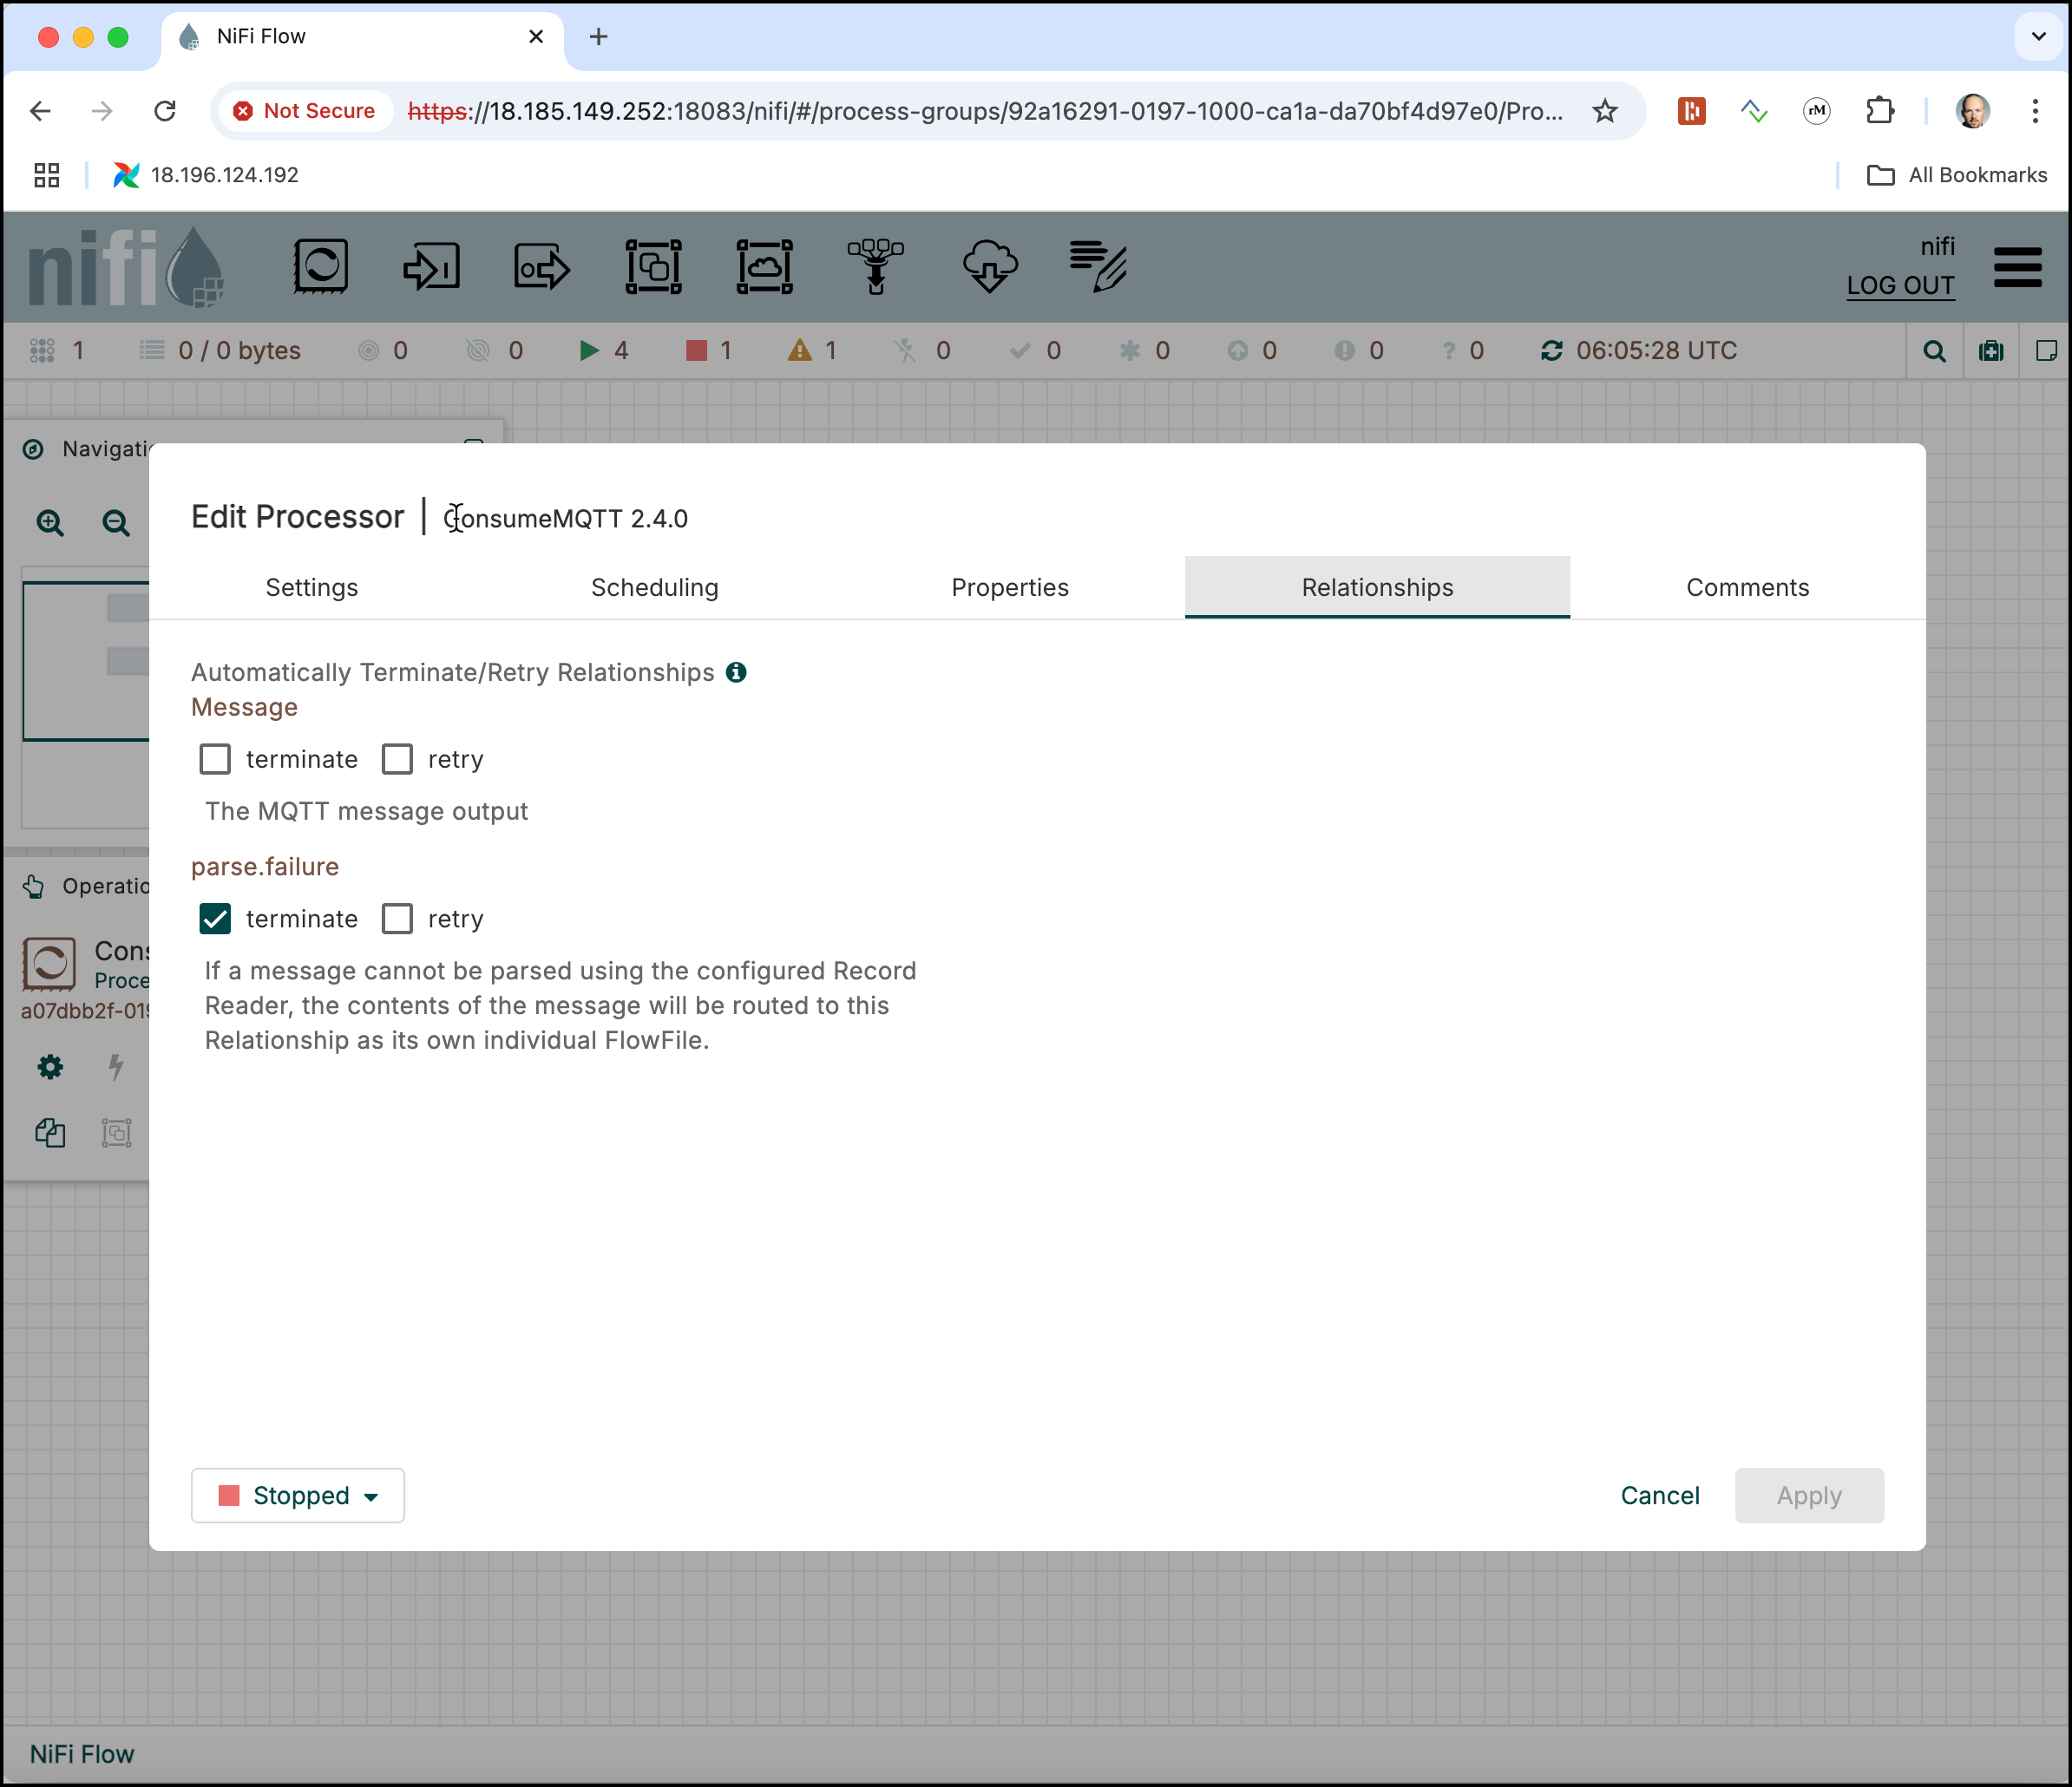 NiFi Flow
Not Secure https://18.185.149.252:18083/nifi/#/process-groups/92a16291-0197-1000-ca1a-da70bf4d97e0/Pro...
rM
18.196.124.192
All Bookmarks
nifi
nifi
LOG OUT
1 0 / 0 bytes 0 0 4 1 1 0 0 0 0 0 0 06:05:28 UTC
Navigati
Edit Processor | ConsumeMQTT 2.4.0
Settings Scheduling Properties Relationships Comments
Automatically Terminate/Retry Relationships
Message
terminate retry
The MQTT message output
parse.failure
Operatio
terminate retry
Cons
Proce
a07dbb2f-019
If a message cannot be parsed using the configured Record
Reader, the contents of the message will be routed to this
Relationship as its own individual FlowFile.
Stopped
Cancel Apply
NiFi Flow